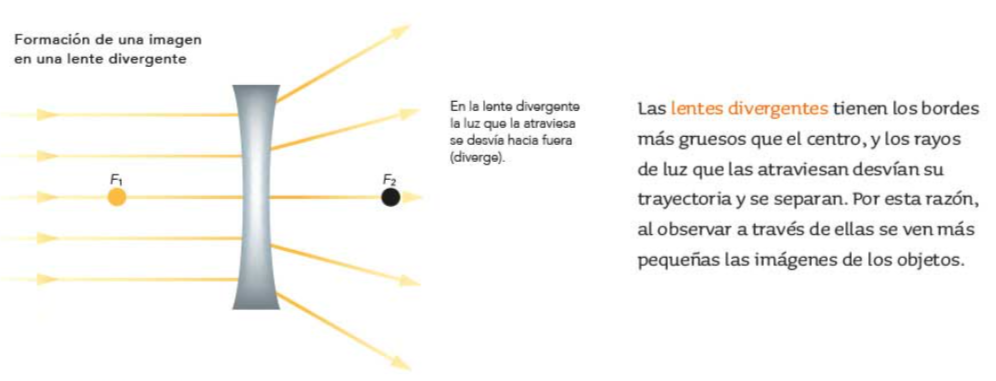 Formación de una imagen
en una lente divergente
F₁
F₂
En la lente divergente
la luz que la atraviesa
se desvía hacia fuera
(diverge).
Las lentes divergentes tienen los bordes
más gruesos que el centro, y los rayos
de luz que las atraviesan desvían su
trayectoria y se separan. Por esta razón,
al observar a través de ellas se ven más
pequeñas las imágenes de los objetos.